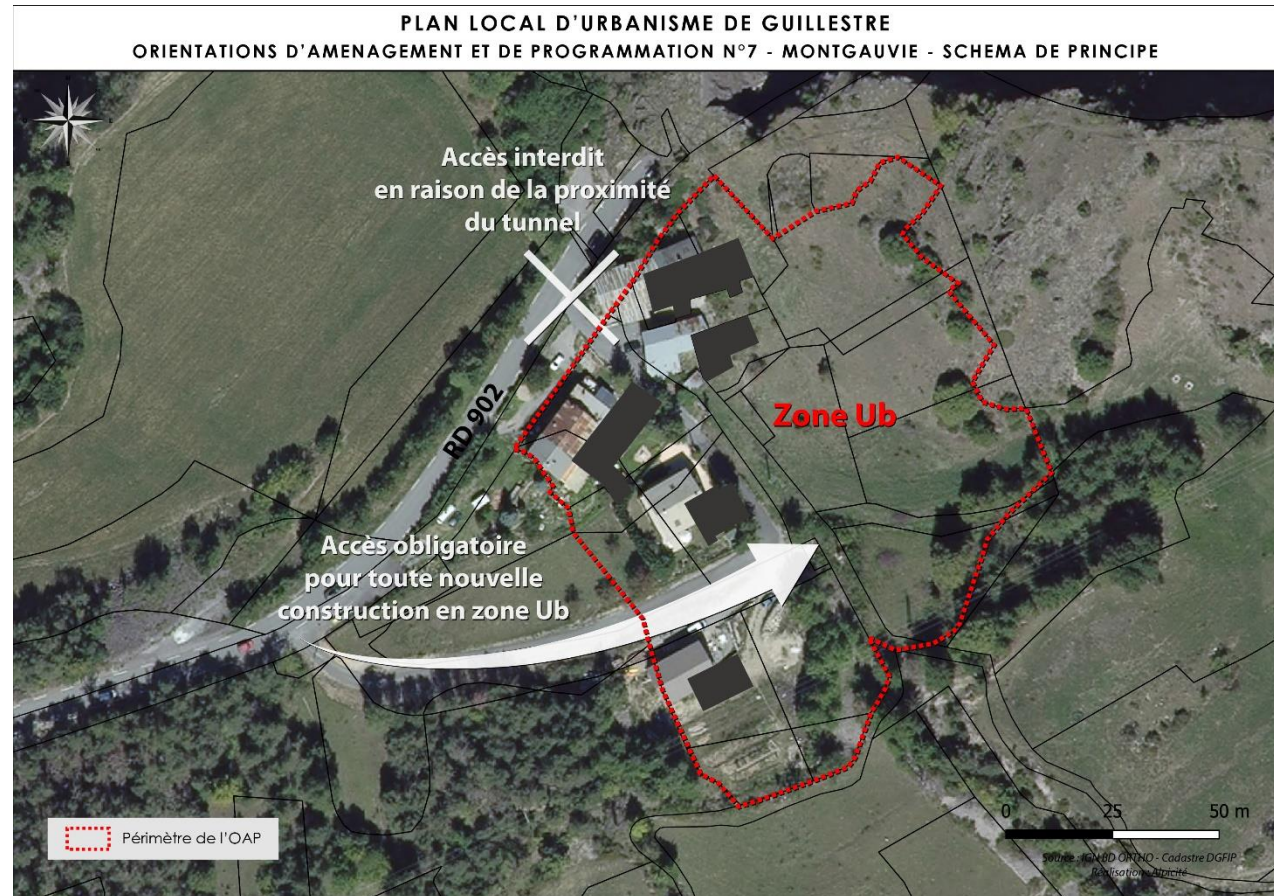 PLAN LOCAL D'URBANISME DE GUILLESTRE
ORIENTATIONS D'AMENAGEMENT ET DE PROGRAMMATION N°7 - MONTGAUVIE - SCHEMA DE PRINCIPE
Accès interdit
en raison de la proximité
du tunnel
RD 902
Zone Ub
Accès obligatoire
pour toute nouvelle
construction en zone Ub
0 25 50 m
Périmètre de l'OAP
Source : IGN BD ORTHO - Cadastre DGFIP
Réalisation : Alpicité